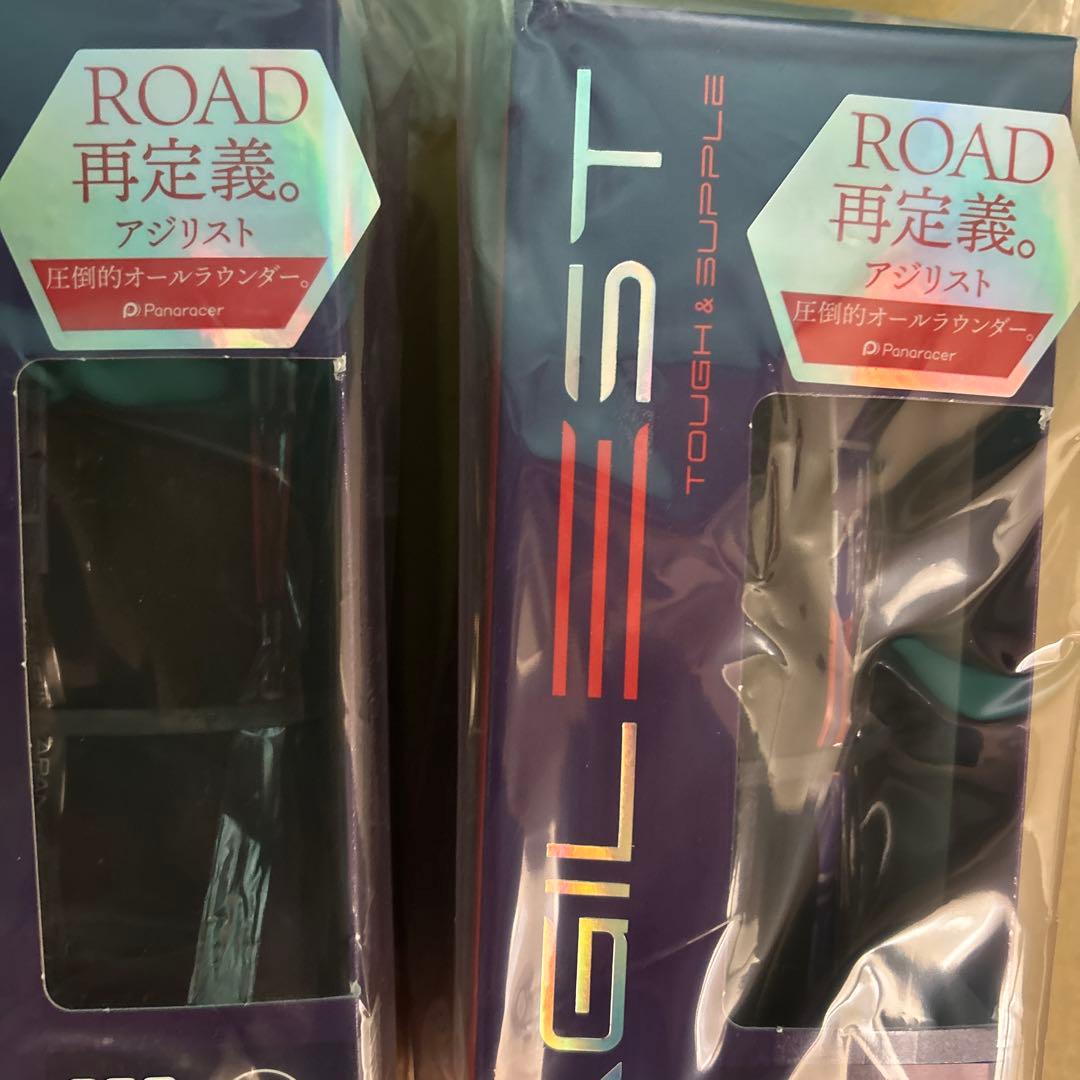 ROAD
再定義。
アジリスト
圧倒的オールラウンダー。
Panaracer
AGILEST
TOUGH & SUPPLE
ROAD
再定義。
アジリスト
圧倒的オールラウンダー。
Panaracer